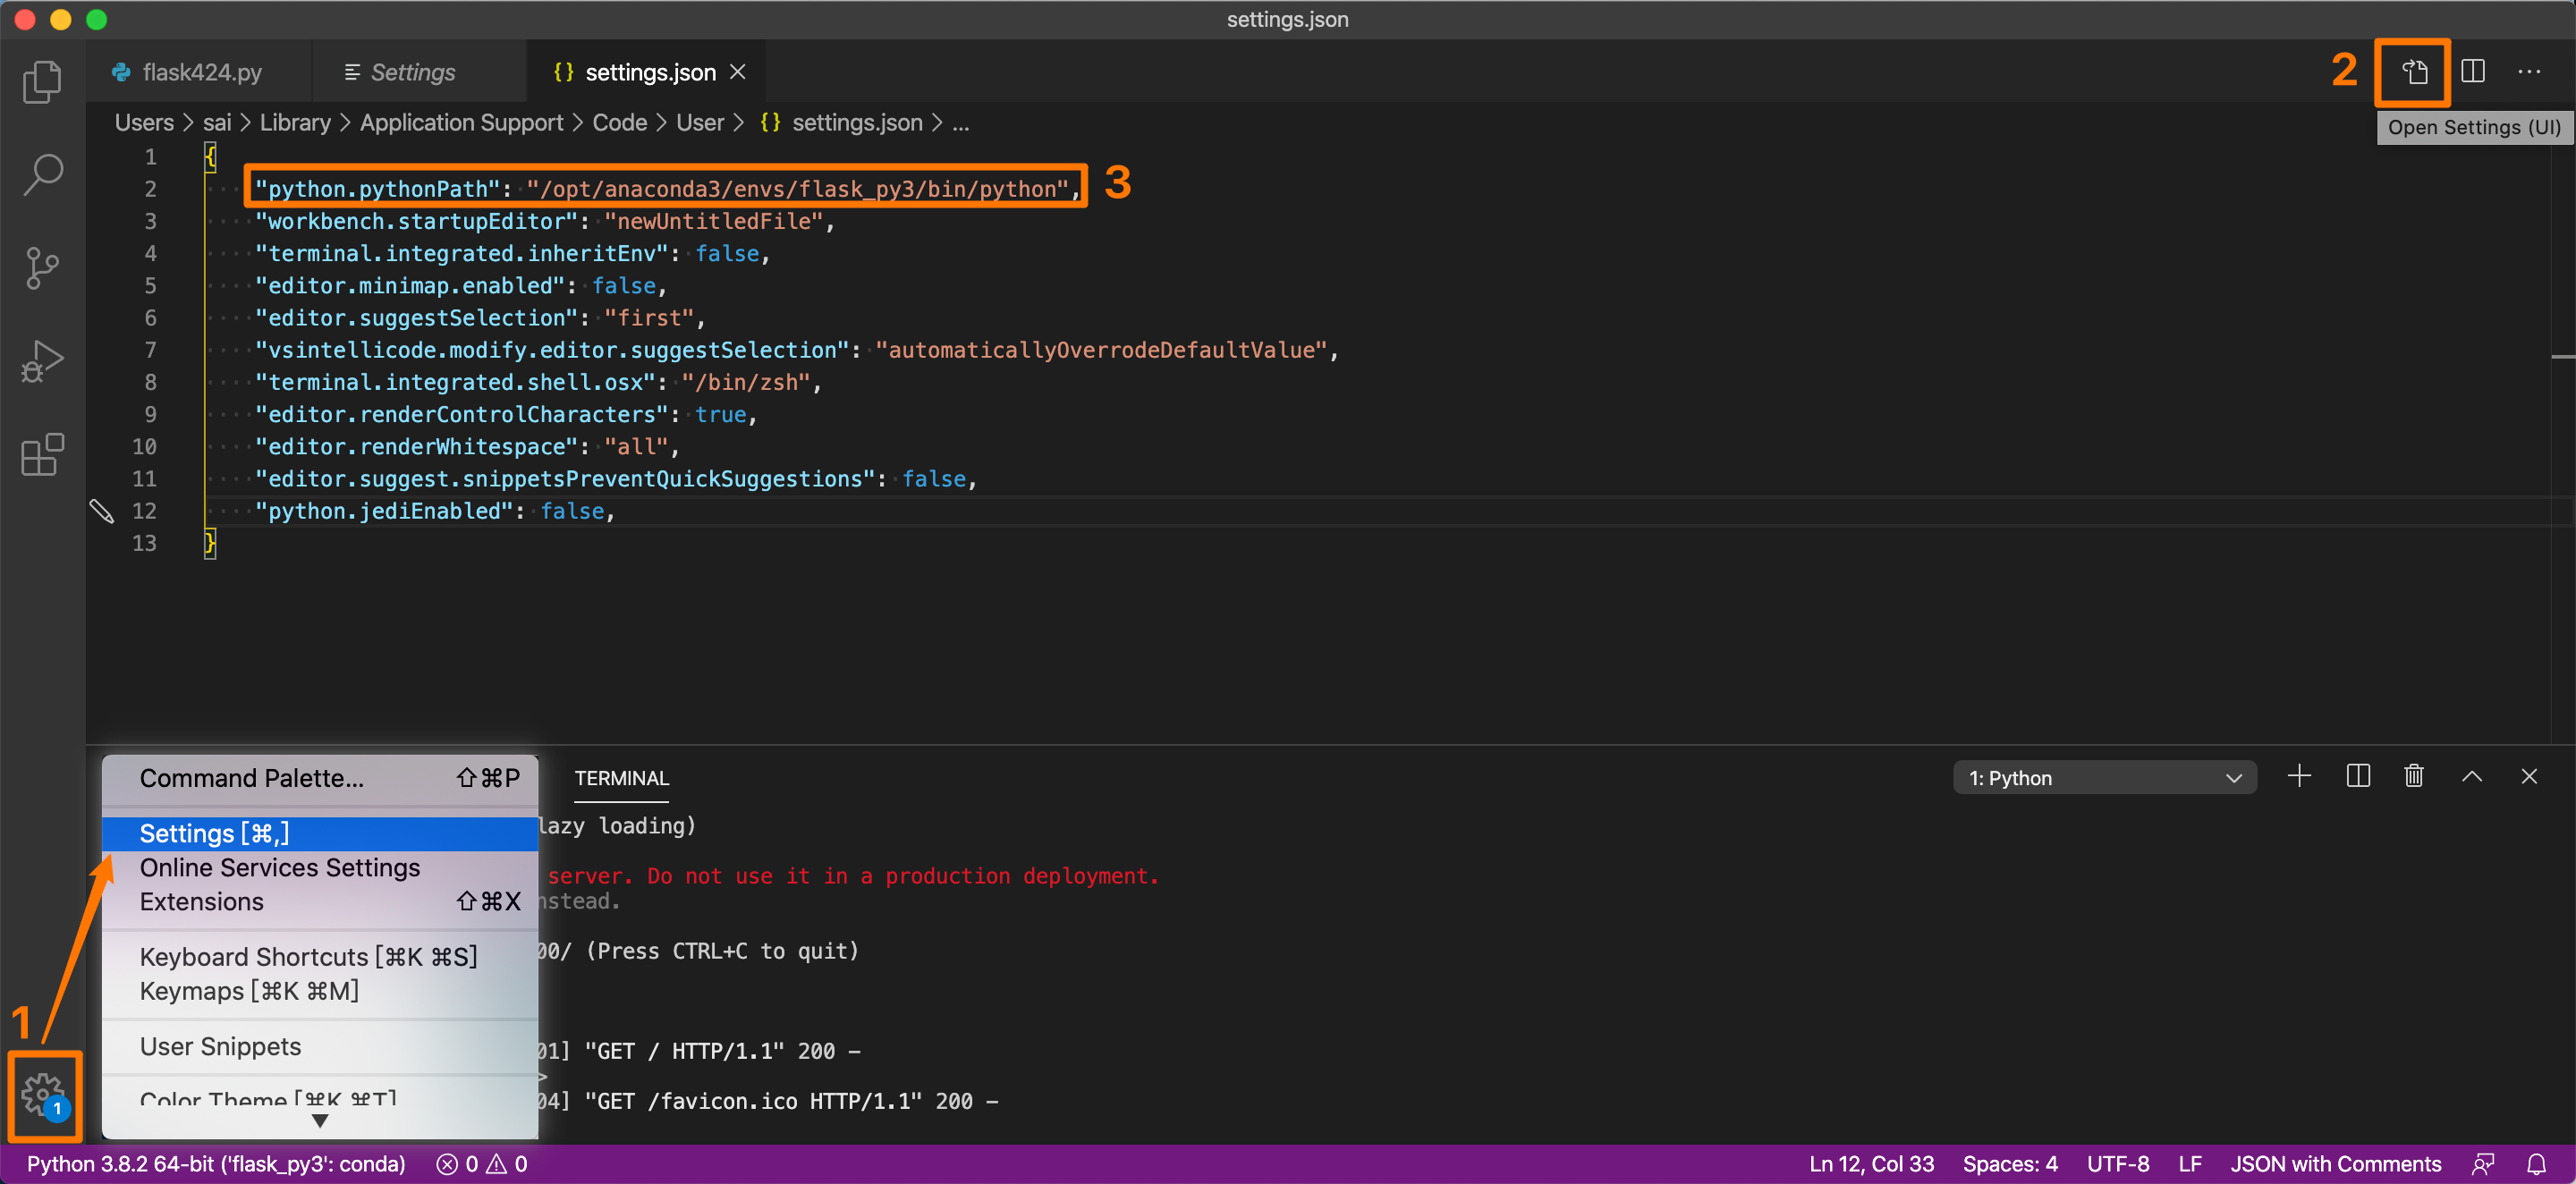 settings.json
flask424.py
Settings
{} settings.json
2
Open Settings (UI)
Users > sai > Library > Application Support > Code > User > {} settings.json > ...
1 {
2 "python.pythonPath": "/opt/anaconda3/envs/flask_py3/bin/python",
3
3 "workbench.startupEditor": "newUntitledFile",
4 "terminal.integrated.inheritEnv": false,
5 "editor.minimap.enabled": false,
6 "editor.suggestSelection": "first",
7 "vsintellicode.modify.editor.suggestSelection": "automaticallyOverrodeDefaultValue",
8 "terminal.integrated.shell.osx": "/bin/zsh",
9 "editor.renderControlCharacters": true,
10 "editor.renderWhitespace": "all",
11 "editor.suggest.snippetsPreventQuickSuggestions": false,
12 "python.jediEnabled": false,
13 }
Command Palette... ⇧⌘P
Settings [⌘,]
Online Services Settings
Extensions ⇧⌘X
Keyboard Shortcuts [⌘K ⌘S]
Keymaps [⌘K ⌘M]
User Snippets
Color Theme [⌘K ⌘T]
1
1
TERMINAL
1: Python
lazy loading)
server. Do not use it in a production deployment.
nstead.
00/ (Press CTRL+C to quit)
01] "GET / HTTP/1.1" 200 -
>
04] "GET /favicon.ico HTTP/1.1" 200 -
Python 3.8.2 64-bit ('flask_py3': conda) 0 0
Ln 12, Col 33 Spaces: 4 UTF-8 LF JSON with Comments